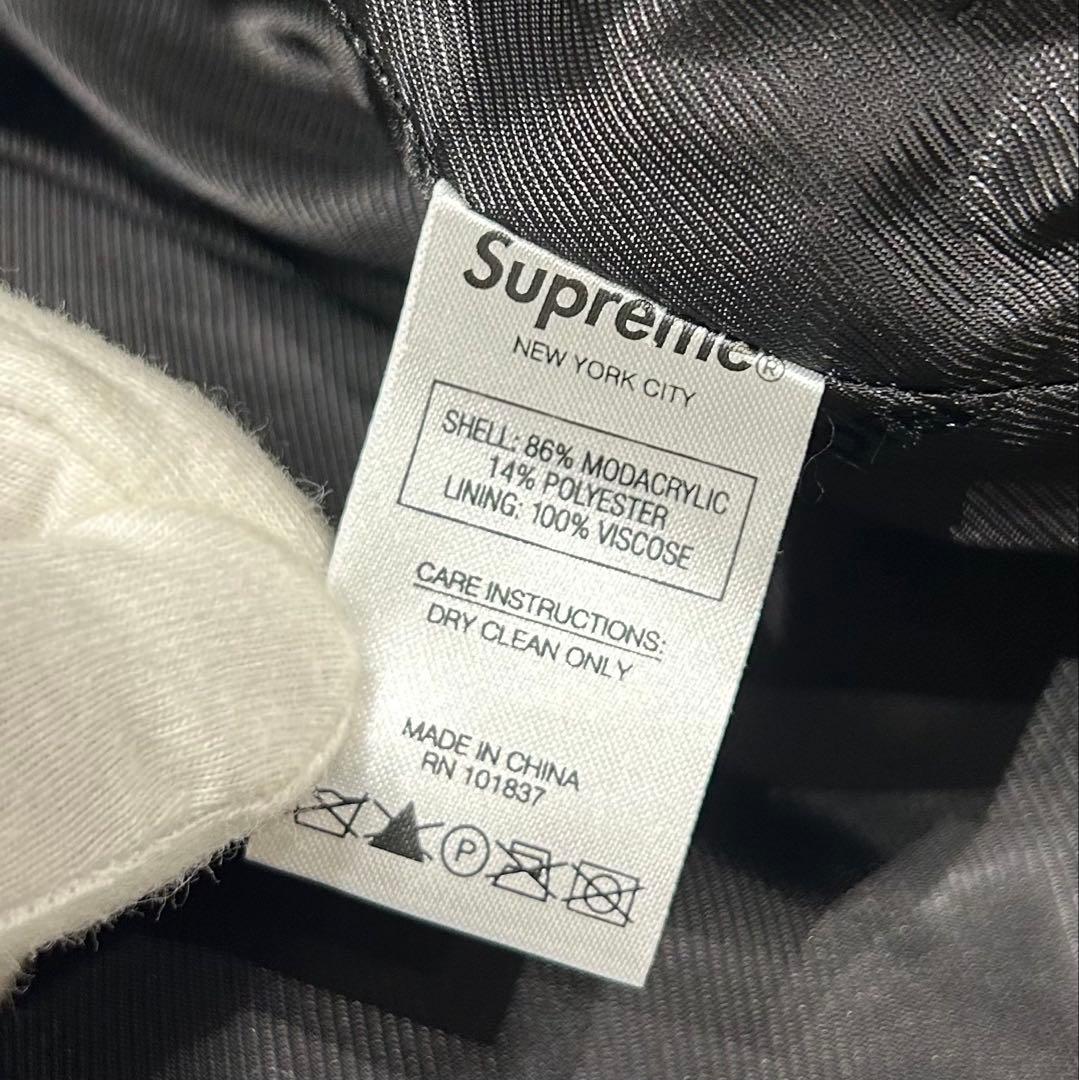 Supreme®
NEW YORK CITY
SHELL: 86% MODACRYLIC
14% POLYESTER
LINING: 100% VISCOSE
CARE INSTRUCTIONS:
DRY CLEAN ONLY
MADE IN CHINA
RN 101837
P